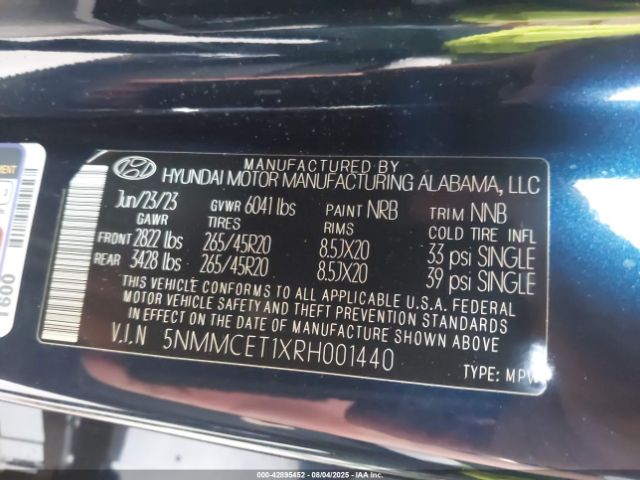 MANUFACTURED BY
HYUNDAI MOTOR MANUFACTURING ALABAMA, LLC
Jun/23/23 GVWR 6041 lbs PAINT NRB TRIM NNB
GAWR TIRES RIMS COLD TIRE INFL
FRONT 2822 lbs 265/45R20 8.5JX20 33 psi SINGLE
REAR 3428 lbs 265/45R20 8.5JX20 39 psi SINGLE
THIS VEHICLE CONFORMS TO ALL APPLICABLE U.S.A. FEDERAL
MOTOR VEHICLE SAFETY AND THEFT PREVENTION STANDARDS
IN EFFECT ON THE DATE OF MANUFACTURE SHOWN ABOVE.
V.I.N 5NMMCET1XRH001440
TYPE: MPV
000-42895452 - 08/04/2025 - IAAI.COM